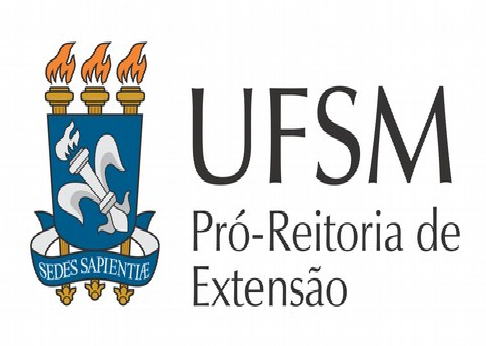 UFSM
Pró-Reitoria de
Extensão
SEDES SAPIENTIÆ